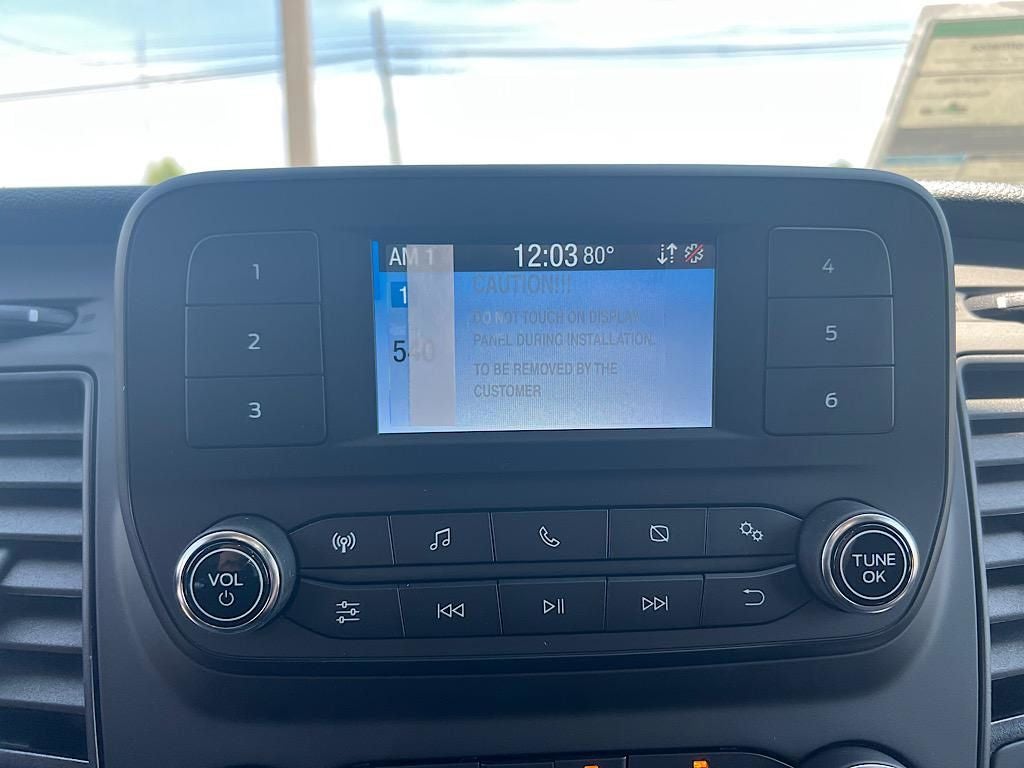 AM 1 12:03 80°
CAUTION!!!
DO NOT TOUCH ON DISPLAY
PANEL DURING INSTALLATION.
TO BE REMOVED BY THE
CUSTOMER
1
540
1
2
3
4
5
6
VOL
TUNE
OK